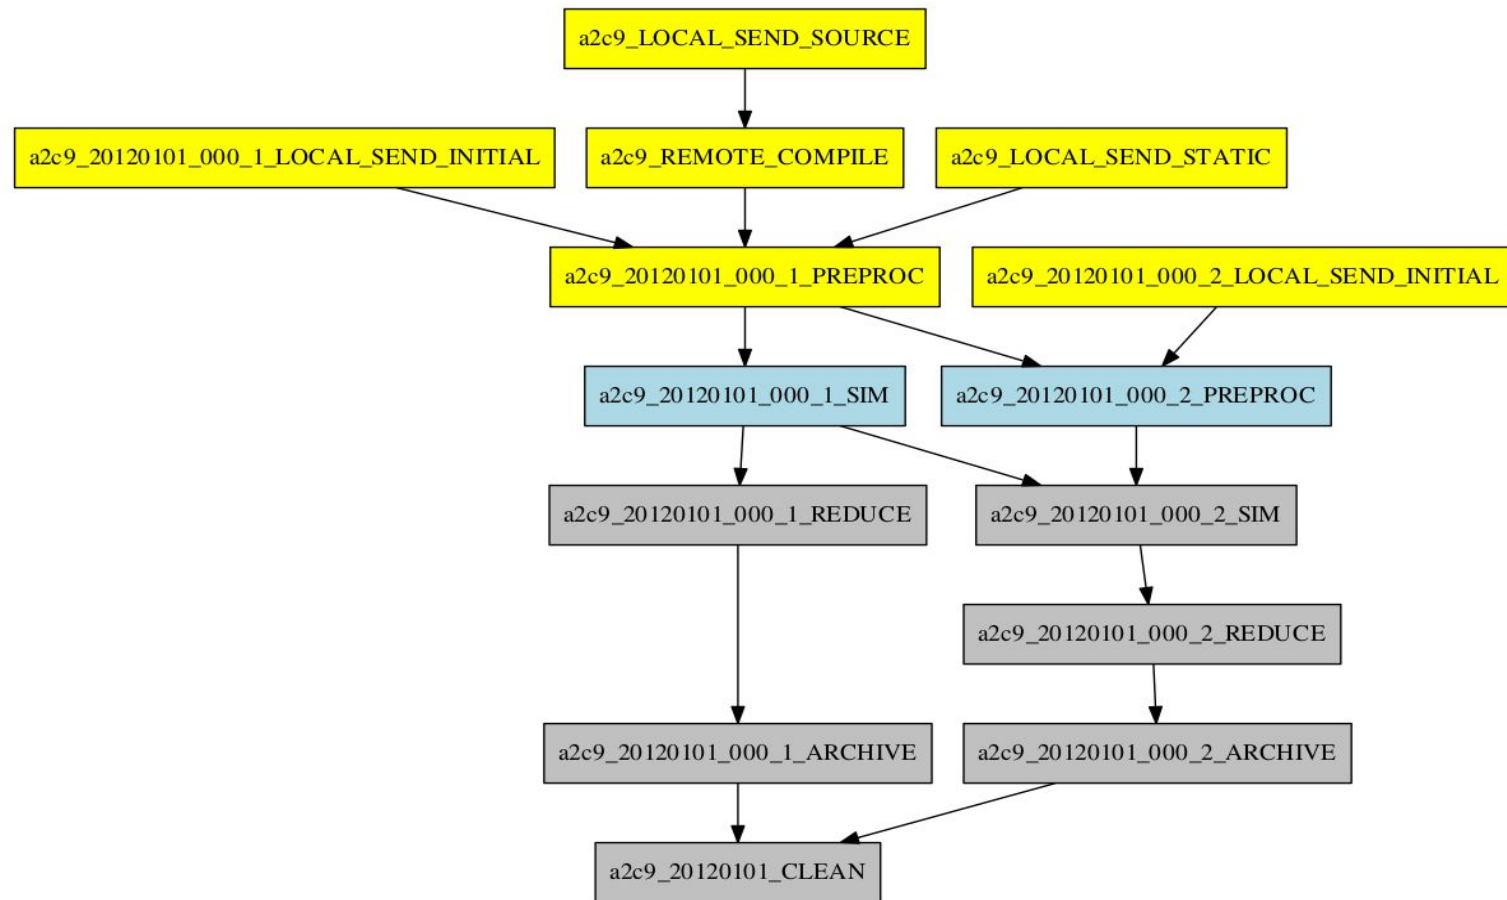 a2c9_LOCAL_SEND_SOURCE
a2c9_20120101_000_1_LOCAL_SEND_INITIAL
a2c9_REMOTE_COMPILE
a2c9_LOCAL_SEND_STATIC
a2c9_20120101_000_1_PREPROC
a2c9_20120101_000_2_LOCAL_SEND_INITIAL
a2c9_20120101_000_1_SIM
a2c9_20120101_000_2_PREPROC
a2c9_20120101_000_1_REDUCE
a2c9_20120101_000_2_SIM
a2c9_20120101_000_2_REDUCE
a2c9_20120101_000_1_ARCHIVE
a2c9_20120101_000_2_ARCHIVE
a2c9_20120101_CLEAN